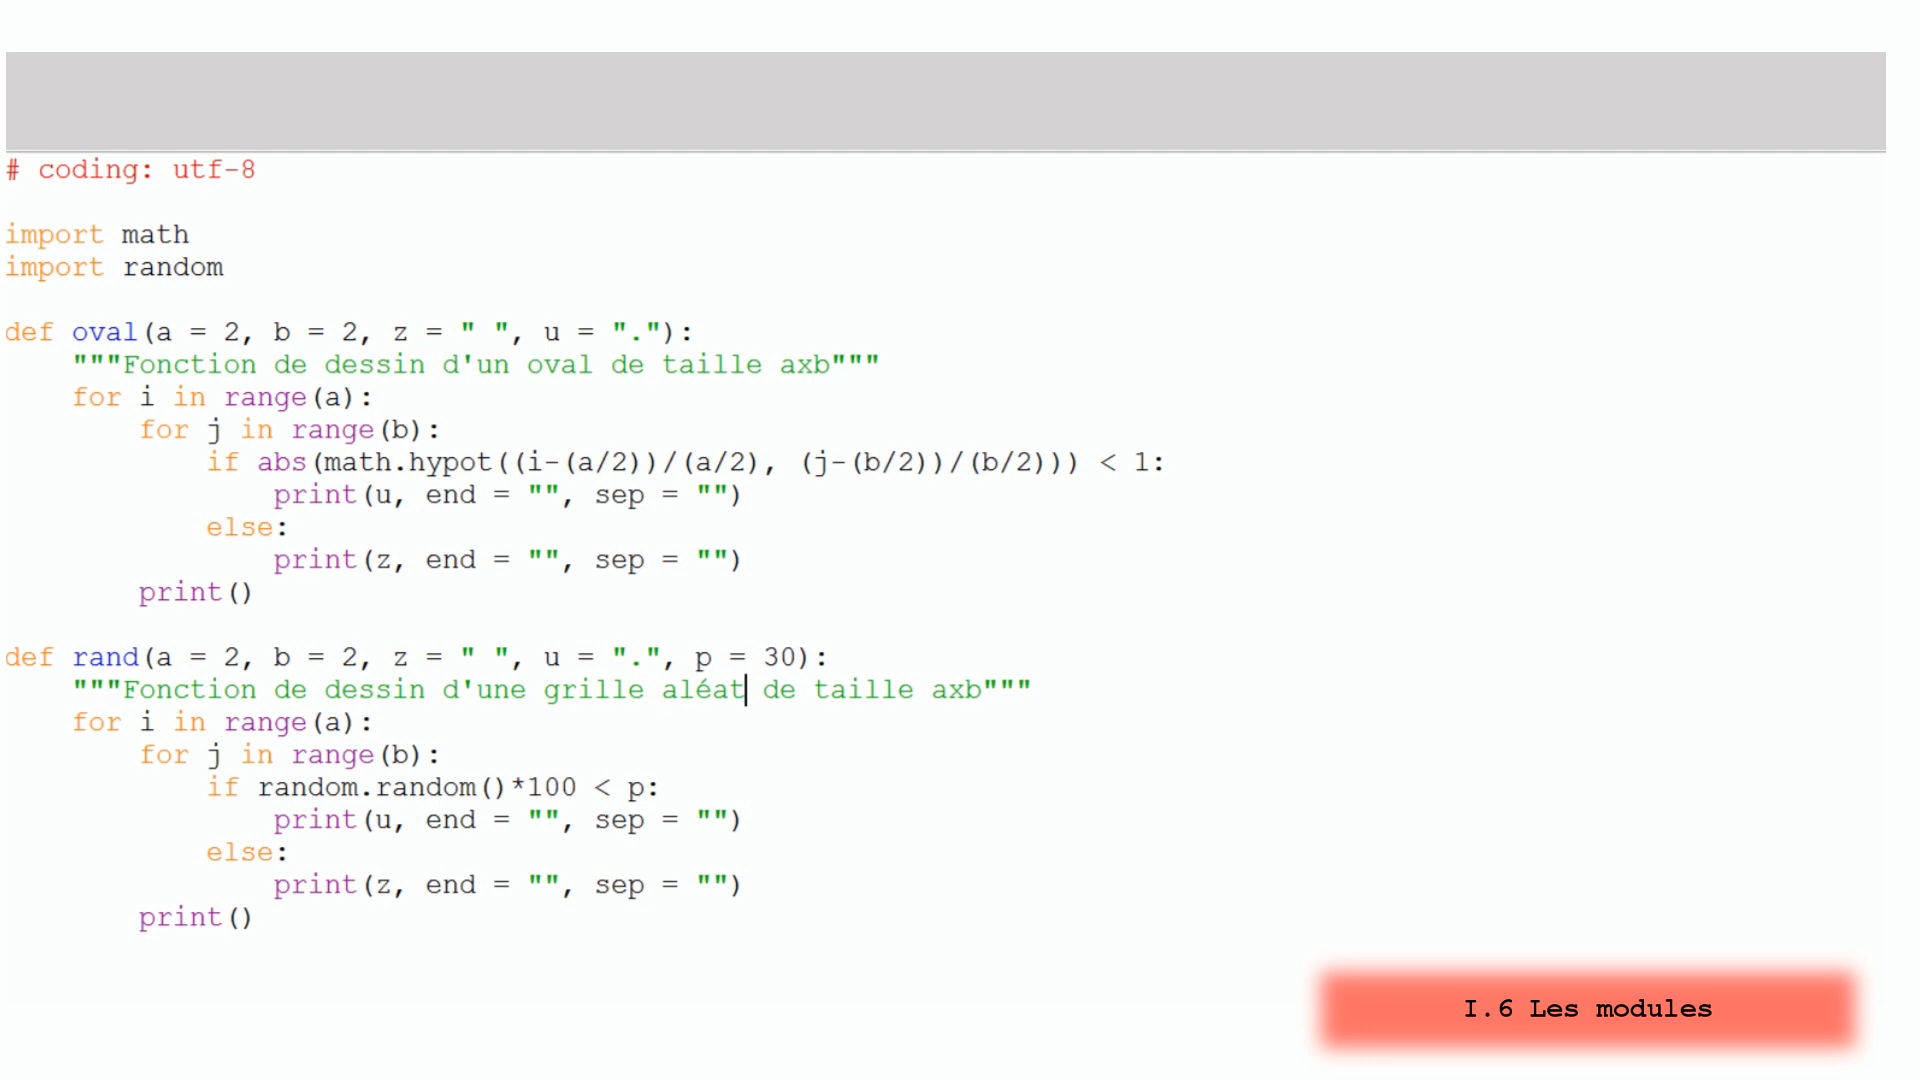 # coding: utf-8
import math
import random
def oval(a = 2, b = 2, z = " ", u = "."):
    """Fonction de dessin d'un oval de taille axb"""
    for i in range(a):
        for j in range(b):
            if abs(math.hypot((i-(a/2))/(a/2), (j-(b/2))/(b/2))) < 1:
                print(u, end = "", sep = "")
            else:
                print(z, end = "", sep = "")
        print()
def rand(a = 2, b = 2, z = " ", u = ".", p = 30):
    """Fonction de dessin d'une grille aléat de taille axb"""
    for i in range(a):
        for j in range(b):
            if random.random()*100 < p:
                print(u, end = "", sep = "")
            else:
                print(z, end = "", sep = "")
        print()
I.6 Les modules